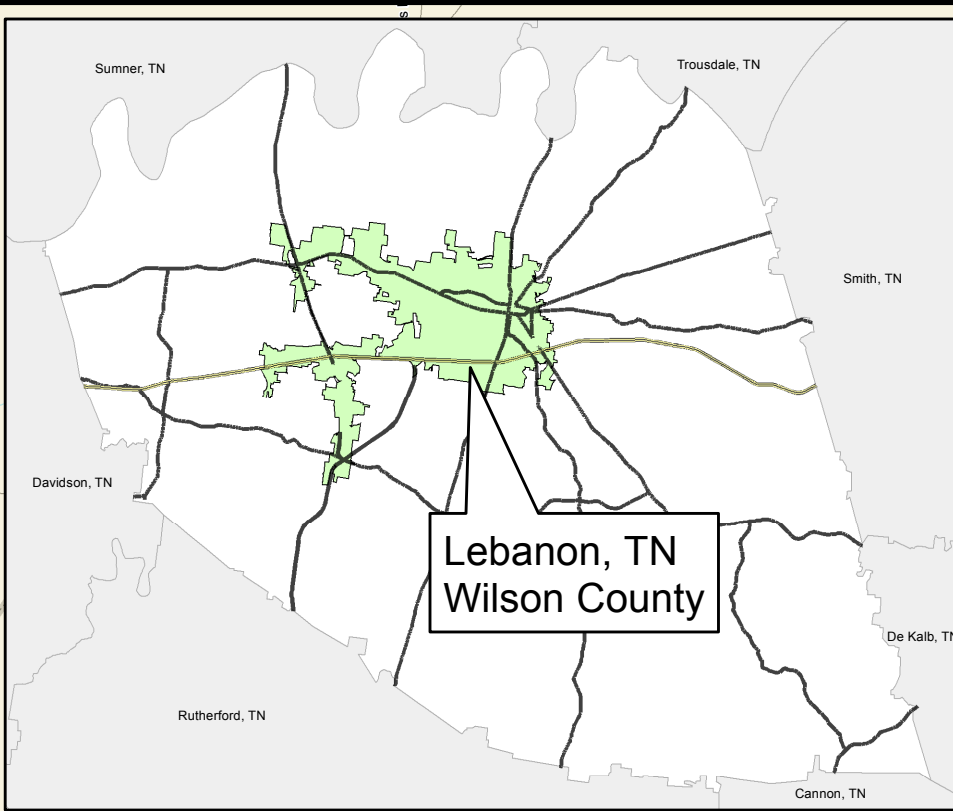 s
Sumner, TN
Trousdale, TN
Smith, TN
Davidson, TN
Lebanon, TN
Wilson County
De Kalb, TN
Rutherford, TN
Cannon, TN